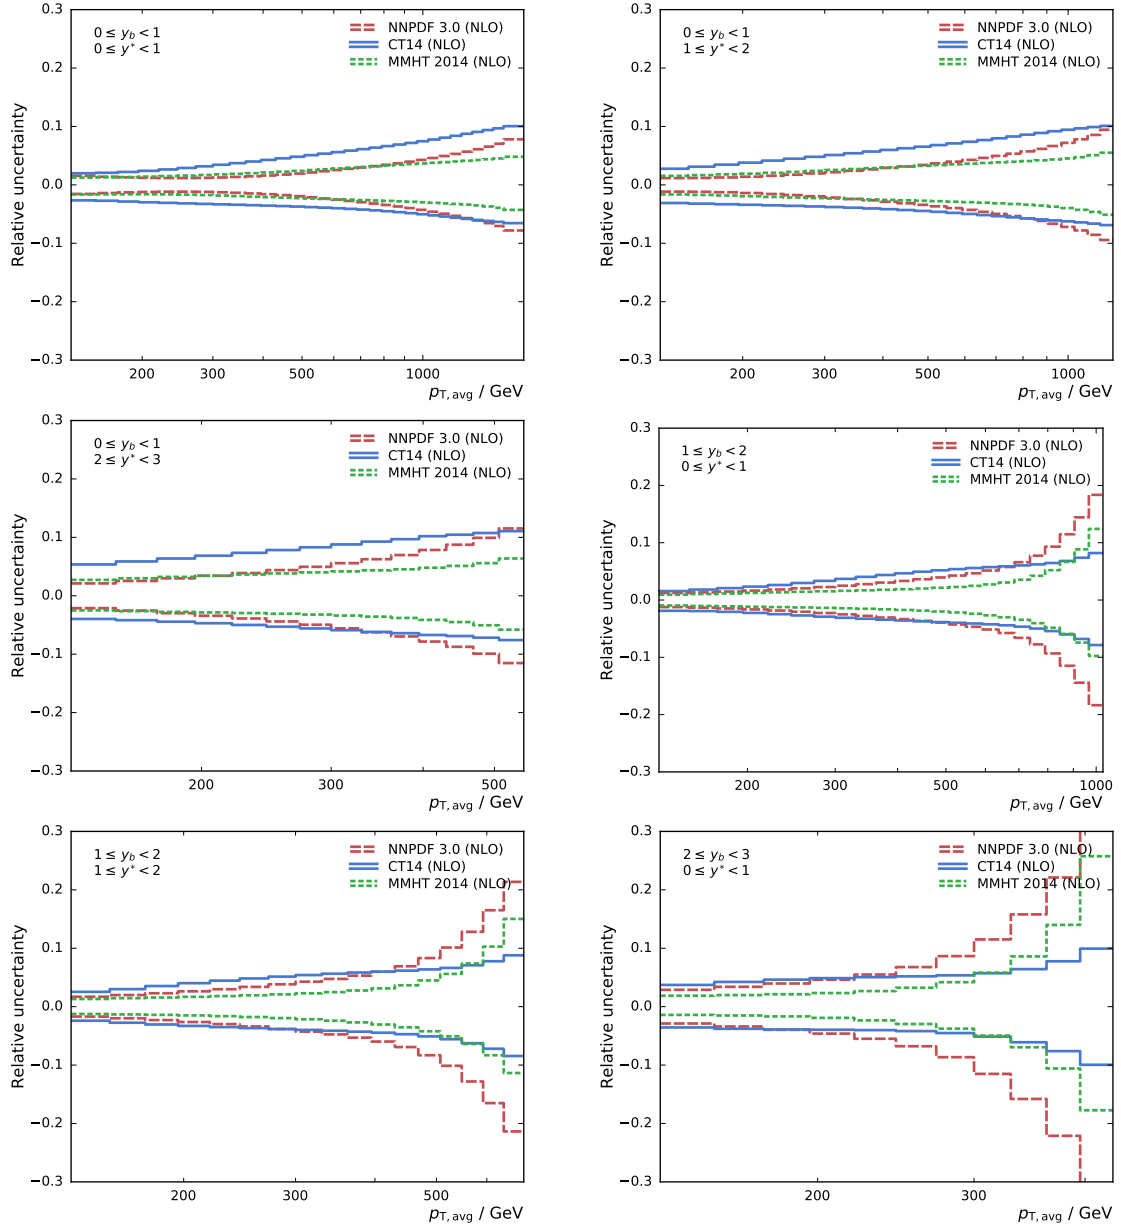 0 ≤ y_b < 1
0 ≤ y* < 1
NNPDF 3.0 (NLO)
CT14 (NLO)
MMHT 2014 (NLO)
0.3
0.2
0.1
0.0
−0.1
−0.2
−0.3
Relative uncertainty
200 300 500 1000
p_T,avg / GeV
0 ≤ y_b < 1
1 ≤ y* < 2
NNPDF 3.0 (NLO)
CT14 (NLO)
MMHT 2014 (NLO)
0.3
0.2
0.1
0.0
−0.1
−0.2
−0.3
Relative uncertainty
200 300 500 1000
p_T,avg / GeV
0 ≤ y_b < 1
2 ≤ y* < 3
NNPDF 3.0 (NLO)
CT14 (NLO)
MMHT 2014 (NLO)
0.3
0.2
0.1
0.0
−0.1
−0.2
−0.3
Relative uncertainty
200 300 500
p_T,avg / GeV
1 ≤ y_b < 2
0 ≤ y* < 1
NNPDF 3.0 (NLO)
CT14 (NLO)
MMHT 2014 (NLO)
0.3
0.2
0.1
0.0
−0.1
−0.2
−0.3
Relative uncertainty
200 300 500 1000
p_T,avg / GeV
1 ≤ y_b < 2
1 ≤ y* < 2
NNPDF 3.0 (NLO)
CT14 (NLO)
MMHT 2014 (NLO)
0.3
0.2
0.1
0.0
−0.1
−0.2
−0.3
Relative uncertainty
200 300 500
p_T,avg / GeV
2 ≤ y_b < 3
0 ≤ y* < 1
NNPDF 3.0 (NLO)
CT14 (NLO)
MMHT 2014 (NLO)
0.3
0.2
0.1
0.0
−0.1
−0.2
−0.3
Relative uncertainty
200 300
p_T,avg / GeV